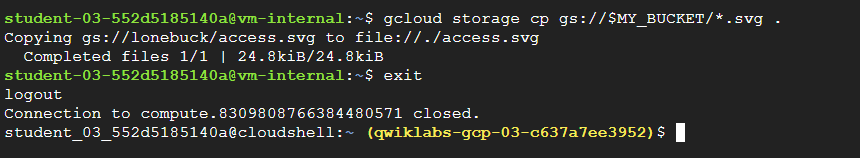 student-03-552d5185140a@vm-internal:~$ gcloud storage cp gs://$MY_BUCKET/*.svg .
Copying gs://lonebuck/access.svg to file://./access.svg
  Completed files 1/1 | 24.8kiB/24.8kiB
student-03-552d5185140a@vm-internal:~$ exit
logout
Connection to compute.8309808766384480571 closed.
student_03_552d5185140a@cloudshell:~ (qwiklabs-gcp-03-c637a7ee3952)$